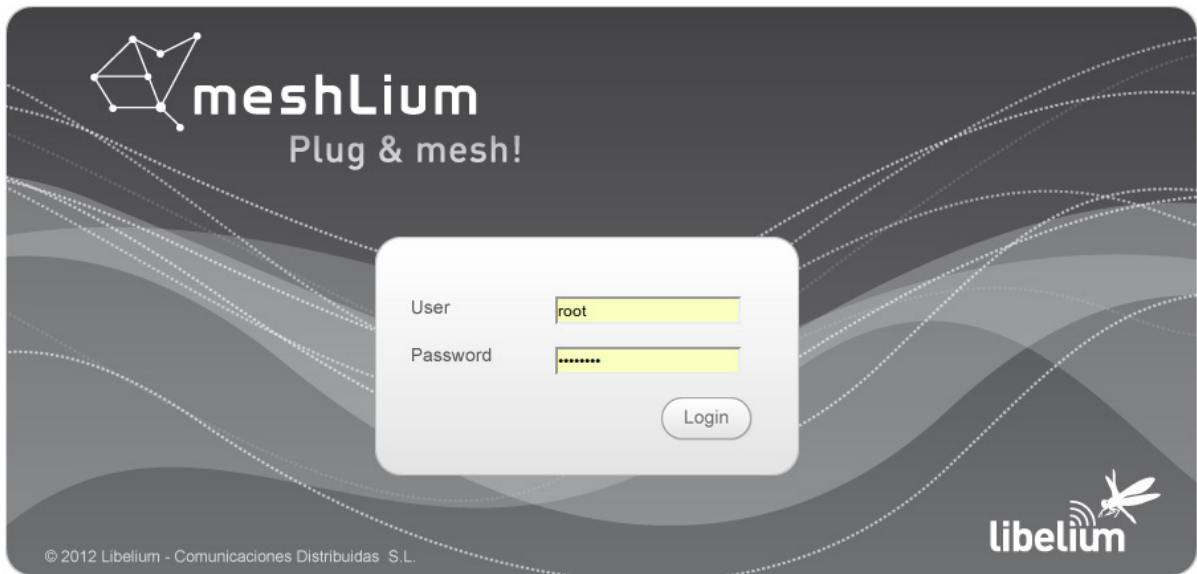 meshLium
Plug & mesh!
User
root
Password
••••••••
Login
libelium
© 2012 Libelium - Comunicaciones Distribuidas S.L.